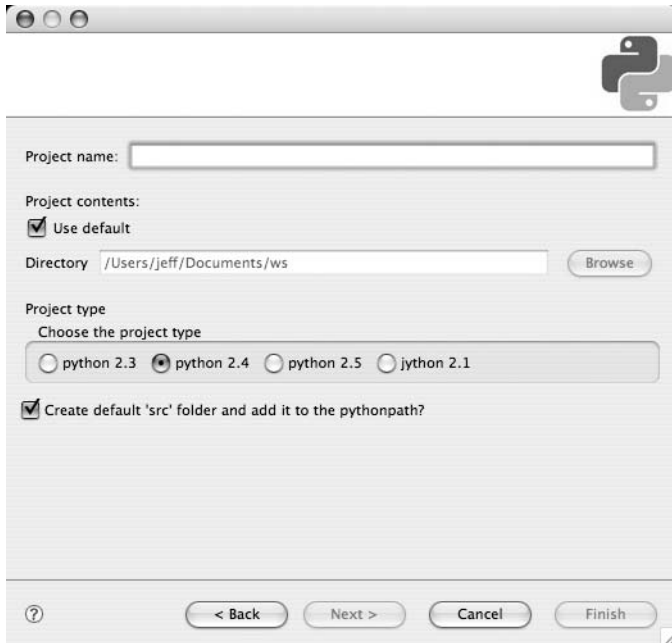 Project name:
Project contents:
Use default
Directory /Users/jeff/Documents/ws Browse
Project type
Choose the project type
python 2.3 python 2.4 python 2.5 jython 2.1
Create default 'src' folder and add it to the pythonpath?
? < Back Next > Cancel Finish